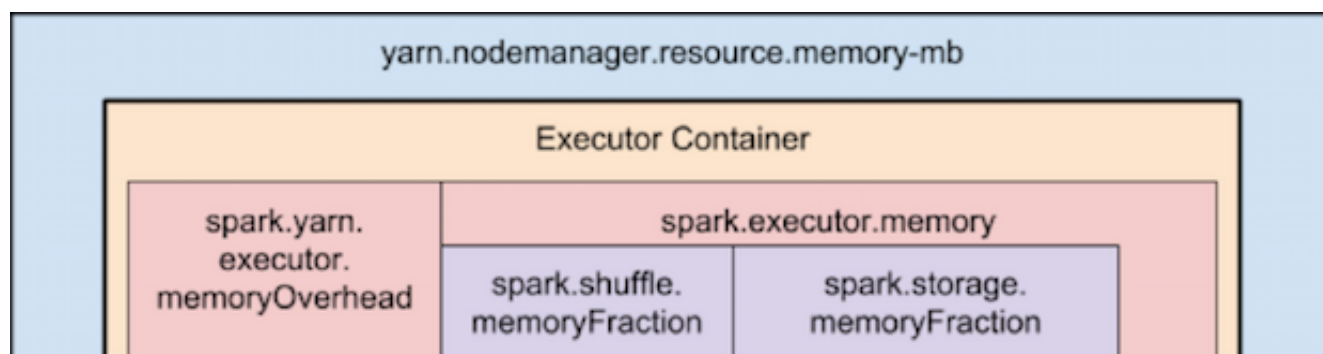 yarn.nodemanager.resource.memory-mb
Executor Container
spark.yarn.
executor.
memoryOverhead
spark.executor.memory
spark.shuffle.
memoryFraction
spark.storage.
memoryFraction